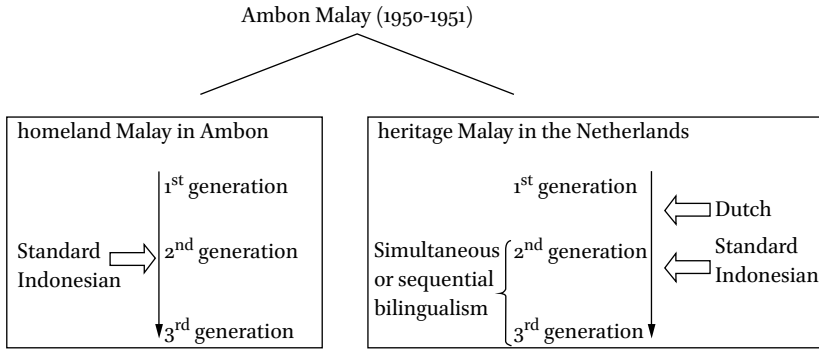 Ambon Malay (1950-1951)
homeland Malay in Ambon
1st generation
Standard
Indonesian
2nd generation
3rd generation
heritage Malay in the Netherlands
1st generation
Dutch
Simultaneous
or sequential
bilingualism
2nd generation
Standard
Indonesian
3rd generation